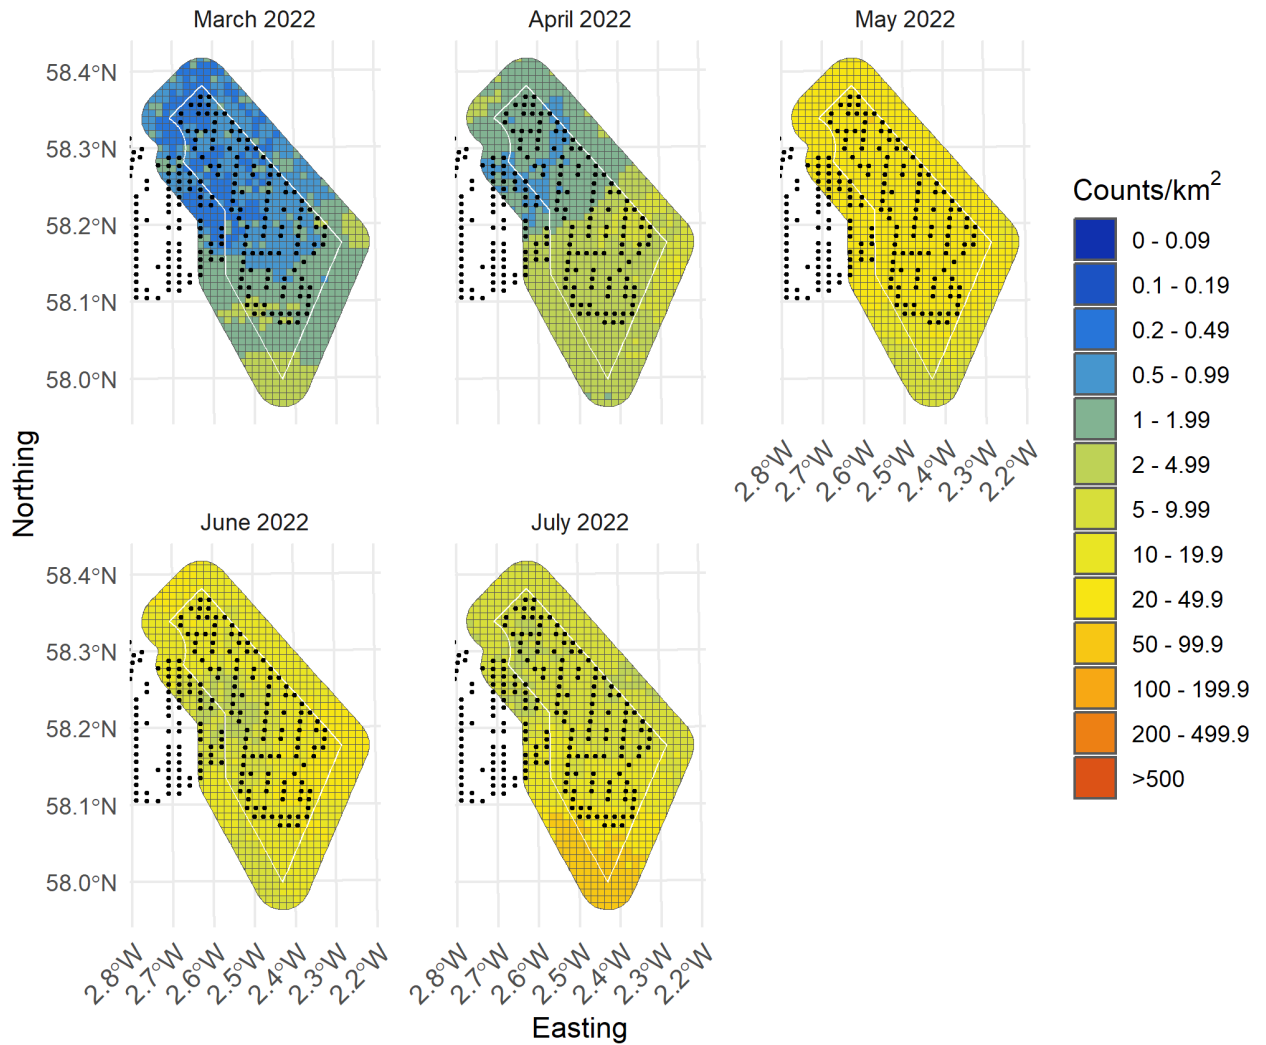 March 2022
April 2022
May 2022
58.4°N
58.3°N
58.2°N
58.1°N
58.0°N
2.8°W
2.7°W
2.6°W
2.5°W
2.4°W
2.3°W
2.2°W
Northing
June 2022
July 2022
58.4°N
58.3°N
58.2°N
58.1°N
58.0°N
2.8°W
2.7°W
2.6°W
2.5°W
2.4°W
2.3°W
2.2°W
2.8°W
2.7°W
2.6°W
2.5°W
2.4°W
2.3°W
2.2°W
Easting
Counts/km²
0 - 0.09
0.1 - 0.19
0.2 - 0.49
0.5 - 0.99
1 - 1.99
2 - 4.99
5 - 9.99
10 - 19.9
20 - 49.9
50 - 99.9
100 - 199.9
200 - 499.9
>500